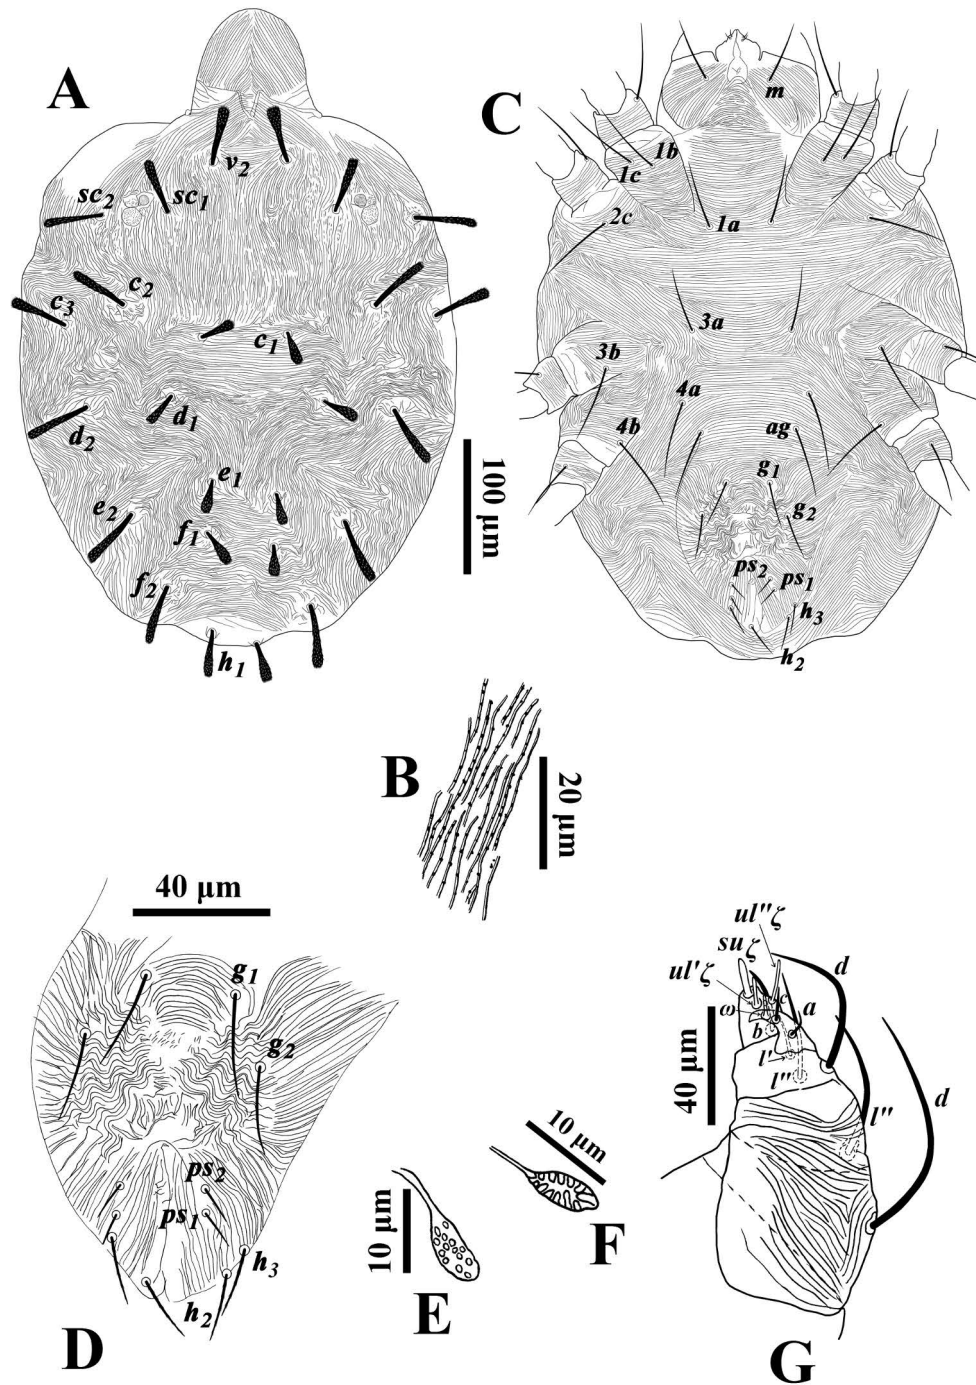 A
v2
sc2
sc1
c2
c3
c1
d1
d2
e1
e2
f1
f2
h1
100 µm
C
m
1b
1c
1a
2c
3a
3b
4a
4b
ag
g1
g2
ps2
ps1
h3
h2
B
20 µm
40 µm
g1
g2
ps2
ps1
h3
h2
D
10 µm
E
10 µm
F
ul"ζ
suζ
d
ul'ζ
c
ω
a
b
l'
l"
l"
d
40 µm
G